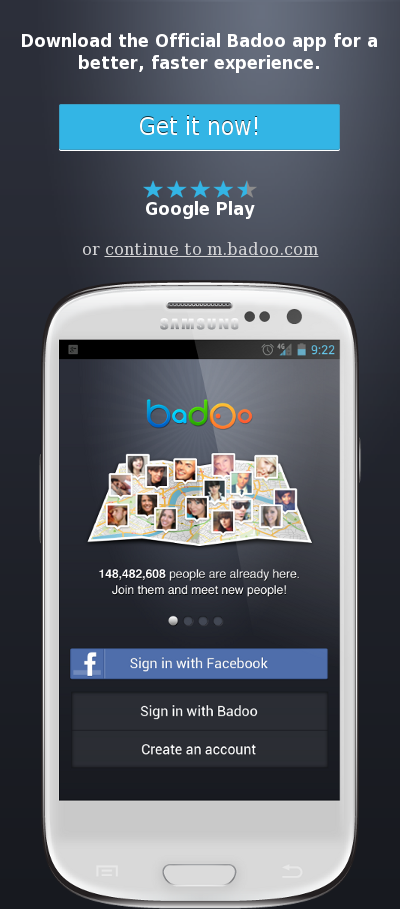 Download the Official Badoo app for a
better, faster experience.
Get it now!
Google Play
or continue to m.badoo.com
SAMSUNG
4G 9:22
badoo
148,482,608 people are already here.
Join them and meet new people!
f Sign in with Facebook
Sign in with Badoo
Create an account